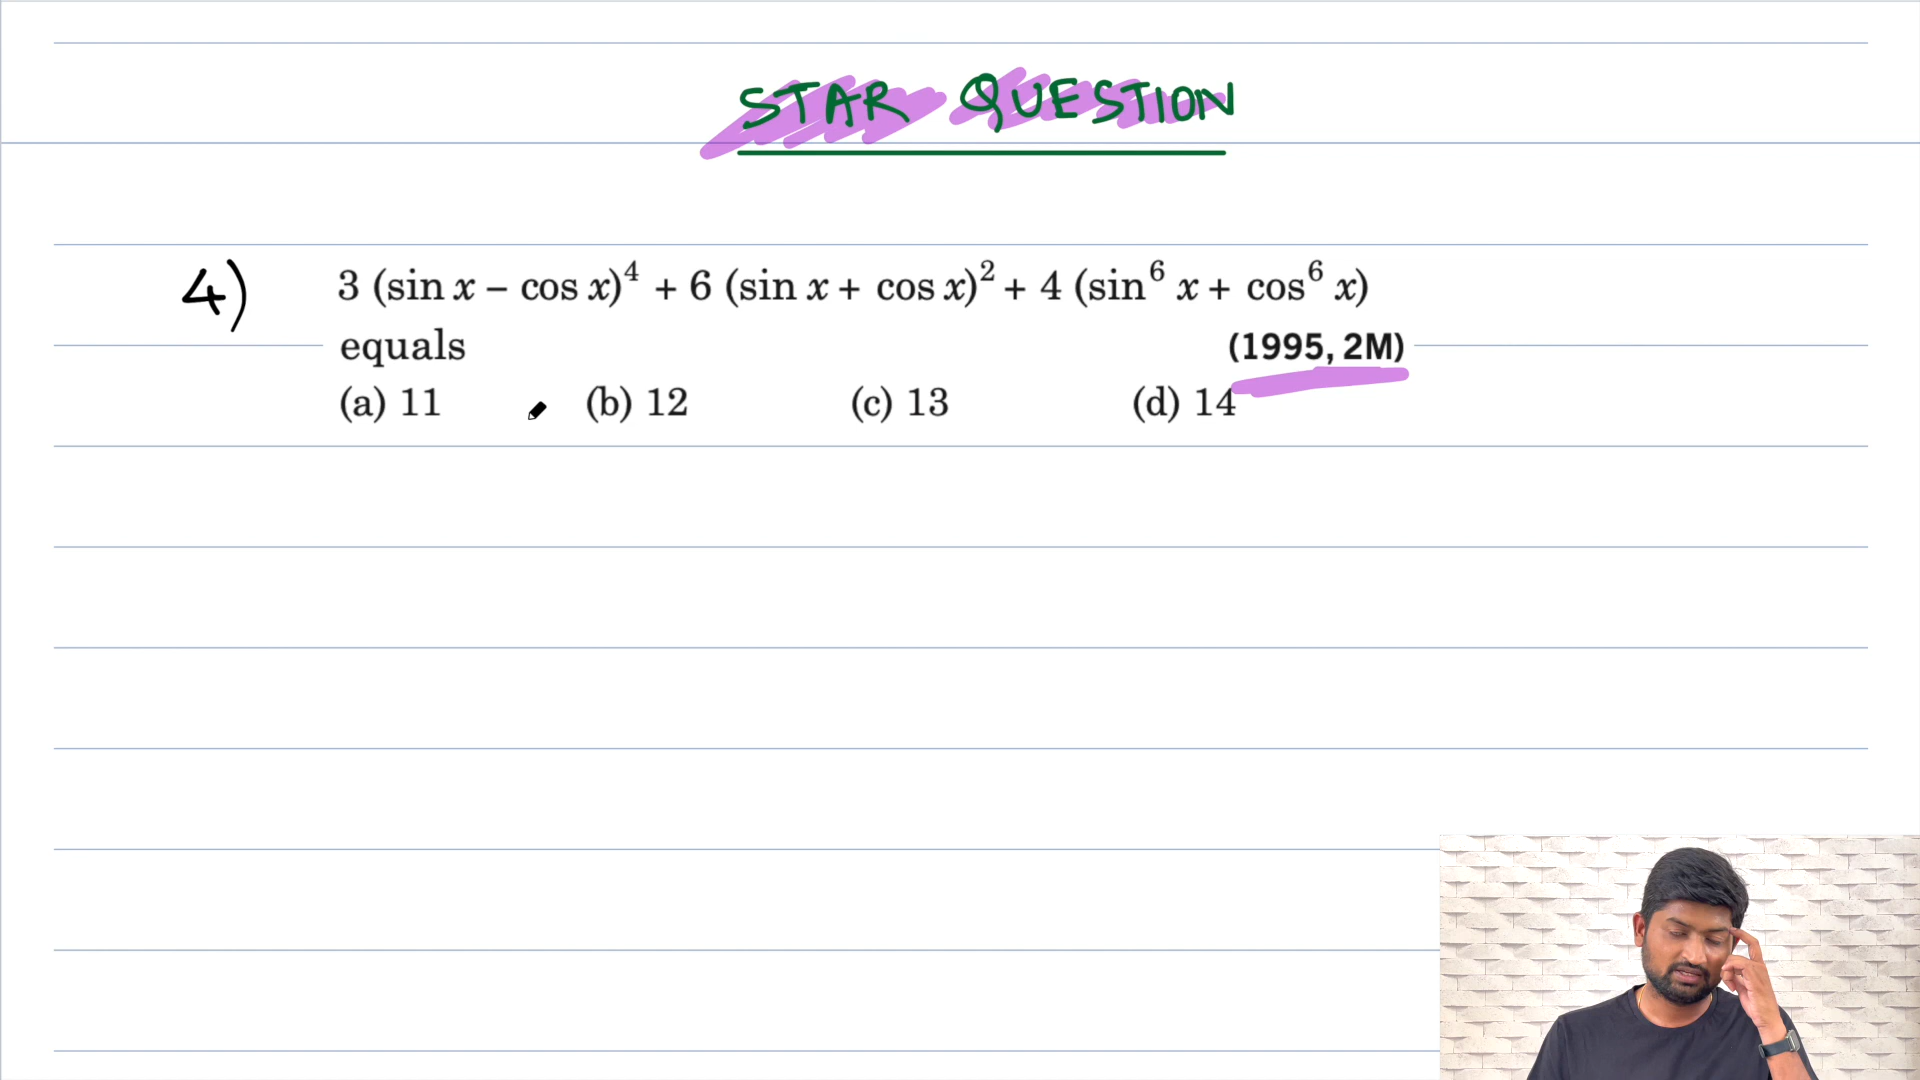 STAR QUESTION
4) 3 (sin x – cos x)⁴ + 6 (sin x + cos x)² + 4 (sin⁶ x + cos⁶ x)
equals (1995, 2M)
(a) 11 (b) 12 (c) 13 (d) 14